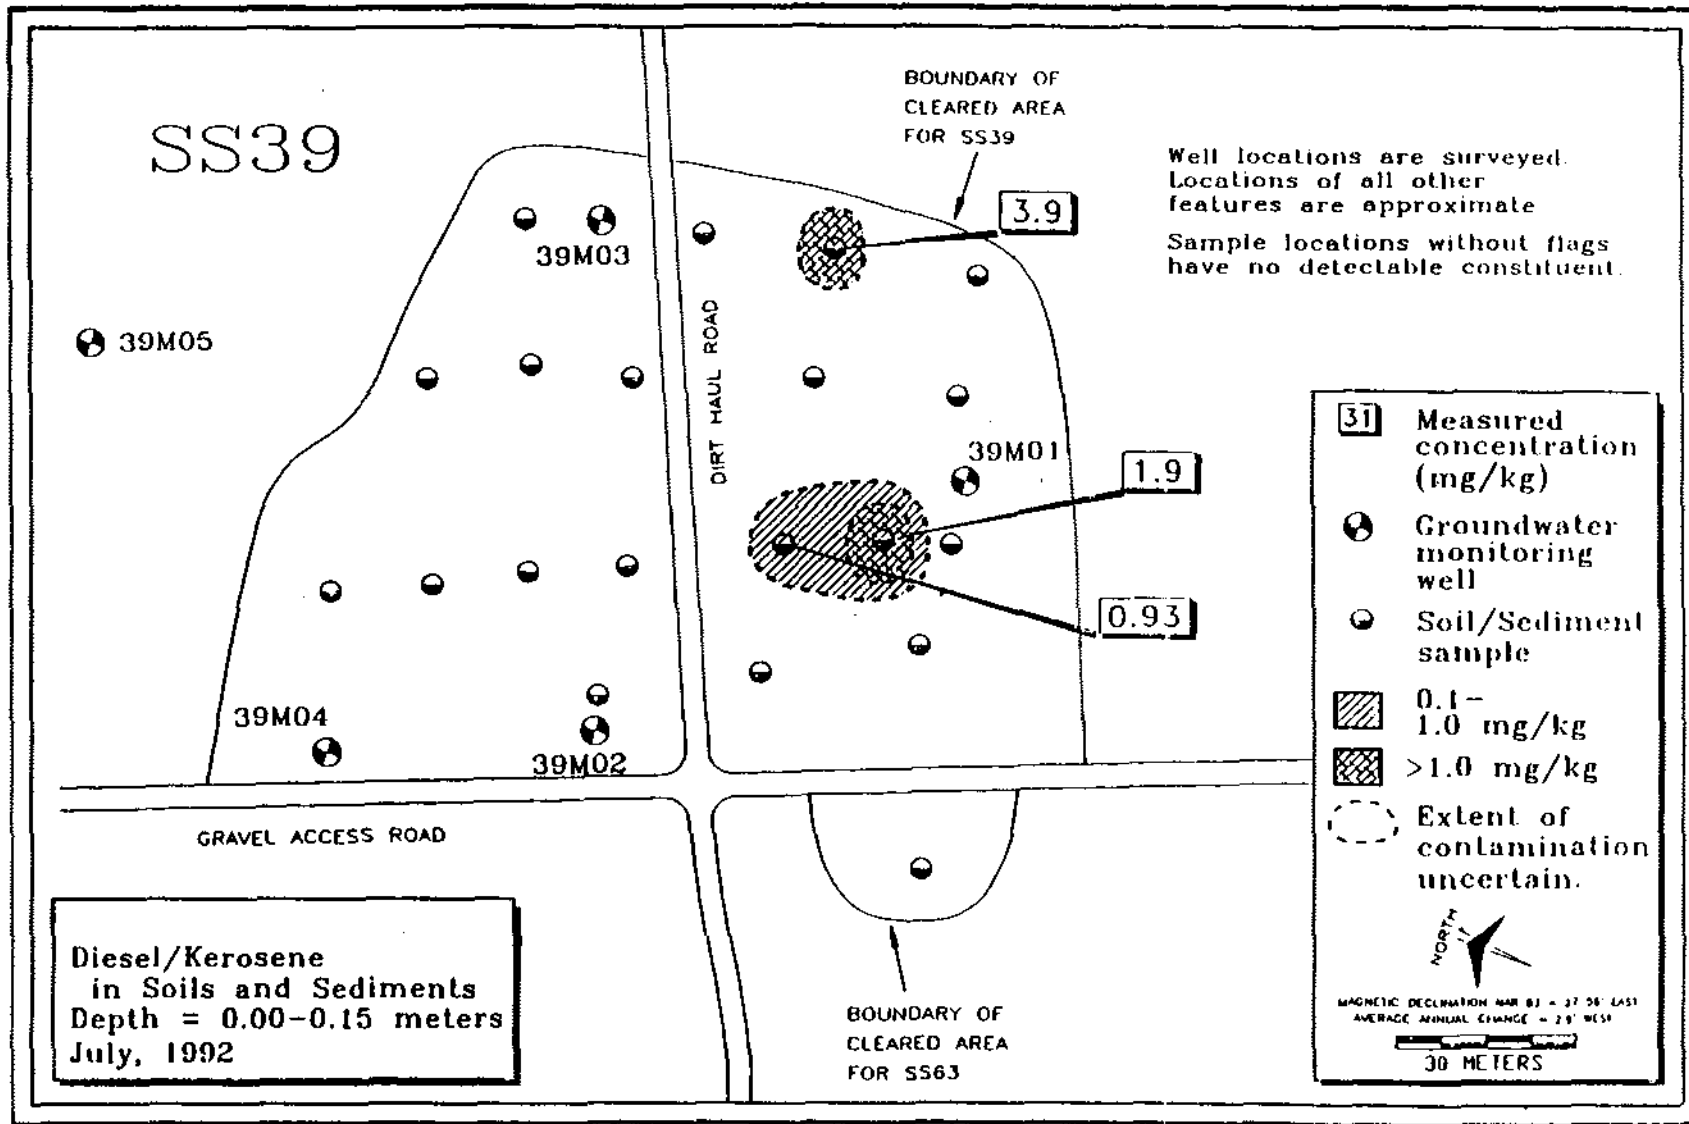 SS39
BOUNDARY OF
CLEARED AREA
FOR SS39
Well locations are surveyed.
Locations of all other
features are approximate
Sample locations without flags
have no detectable constituent.
3.9
39M03
39M05
DIRT HAUL ROAD
39M01
1.9
0.93
39M04
39M02
GRAVEL ACCESS ROAD
31
Measured
concentration
(mg/kg)
Groundwater
monitoring
well
Soil/Sediment
sample
0.1-
1.0 mg/kg
>1.0 mg/kg
Extent of
contamination
uncertain.
NORTH
AVERAGE ANNUAL CHANGE
30 METERS
Diesel/Kerosene
in Soils and Sediments
Depth = 0.00-0.15 meters
July, 1992
BOUNDARY OF
CLEARED AREA
FOR SS63